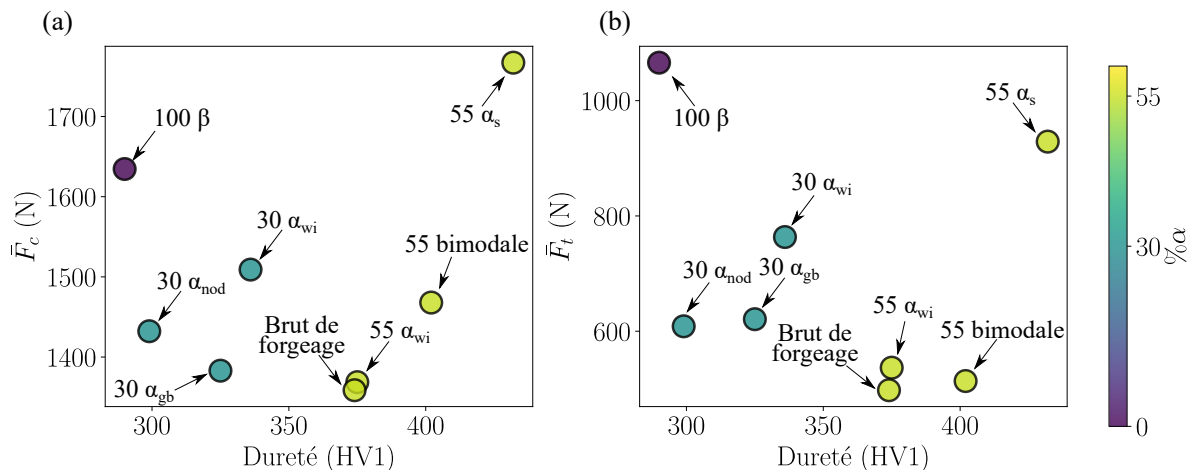 (a)
1700
1600
1500
1400
F̄c (N)
300
350
400
Dureté (HV1)
100 β
55 αs
30 αwi
55 bimodale
30 αnod
Brut de
forgeage
55 αwi
30 αgb
(b)
1000
800
600
F̄t (N)
300
350
400
Dureté (HV1)
100 β
55 αs
30 αwi
30 αnod
30 αgb
55 αwi
Brut de
forgeage
55 bimodale
55
30
0
%α